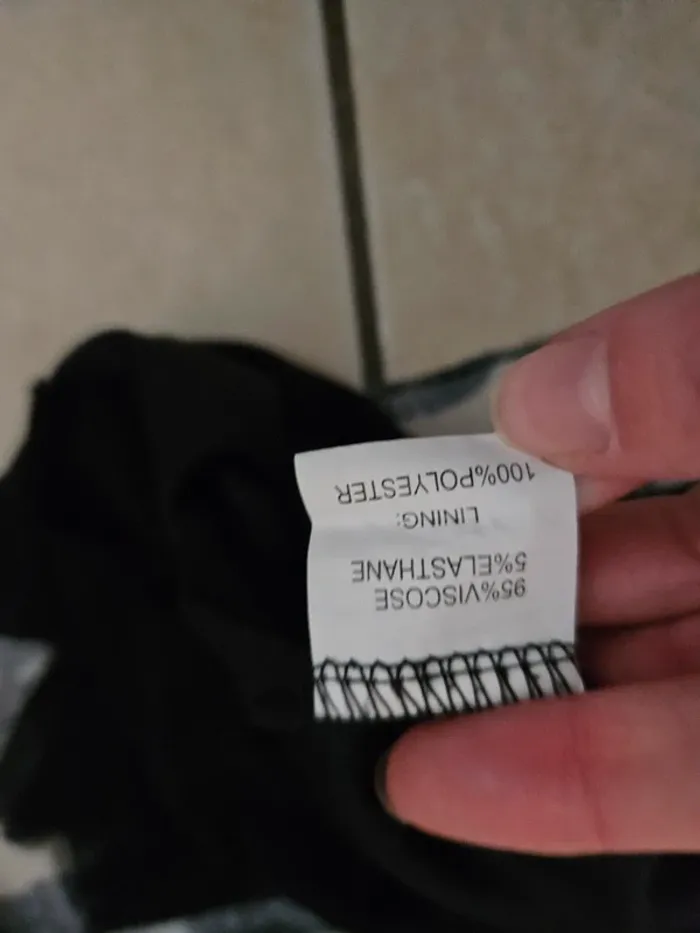 95%VISCOSE
5%ELASTHANE
LINING:
100%POLYESTER